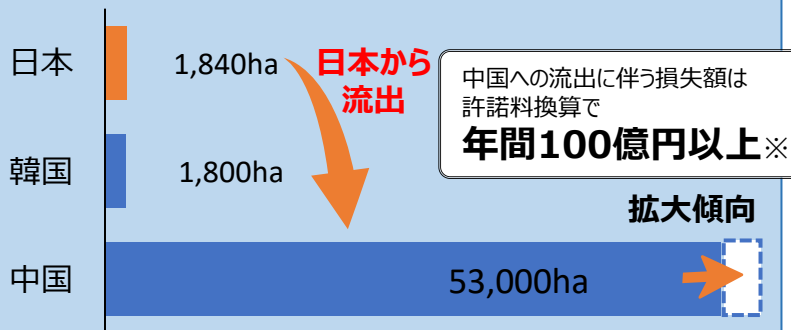 日本
1,840ha
日本から
流出
中国への流出に伴う損失額は
許諾料換算で
年間100億円以上※
韓国
1,800ha
拡大傾向
中国
53,000ha